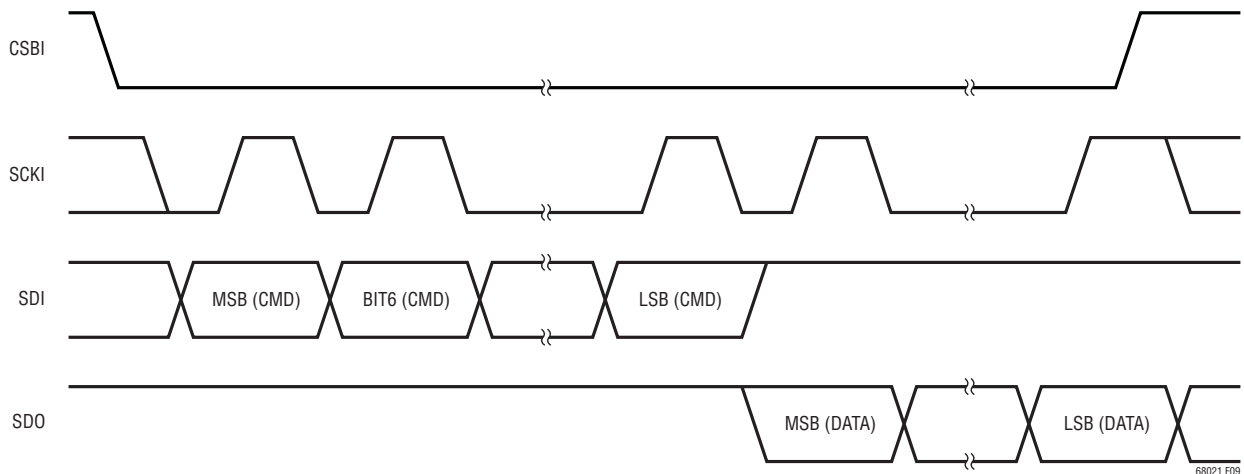 CSBI
SCKI
SDI
MSB (CMD)
BIT6 (CMD)
LSB (CMD)
SDO
MSB (DATA)
LSB (DATA)
68021 F09